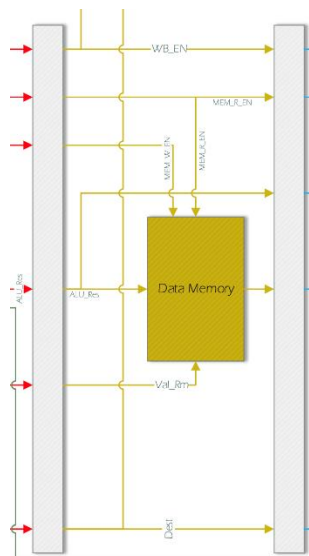 WB_EN
MEM_R_EN
MEM_W_EN
MEM_R_EN
Data Memory
ALU_Res
ALU_Res
Val_Rm
Dest